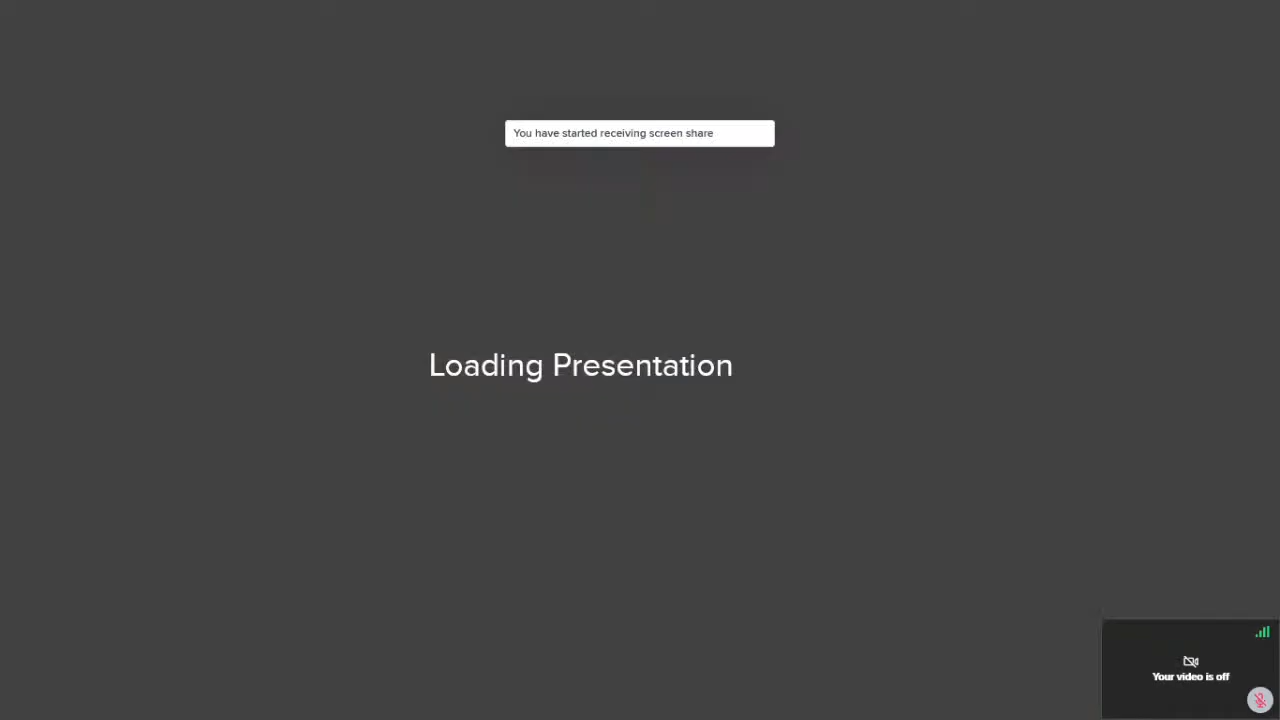 You have started receiving screen share
Loading Presentation
Your video is off